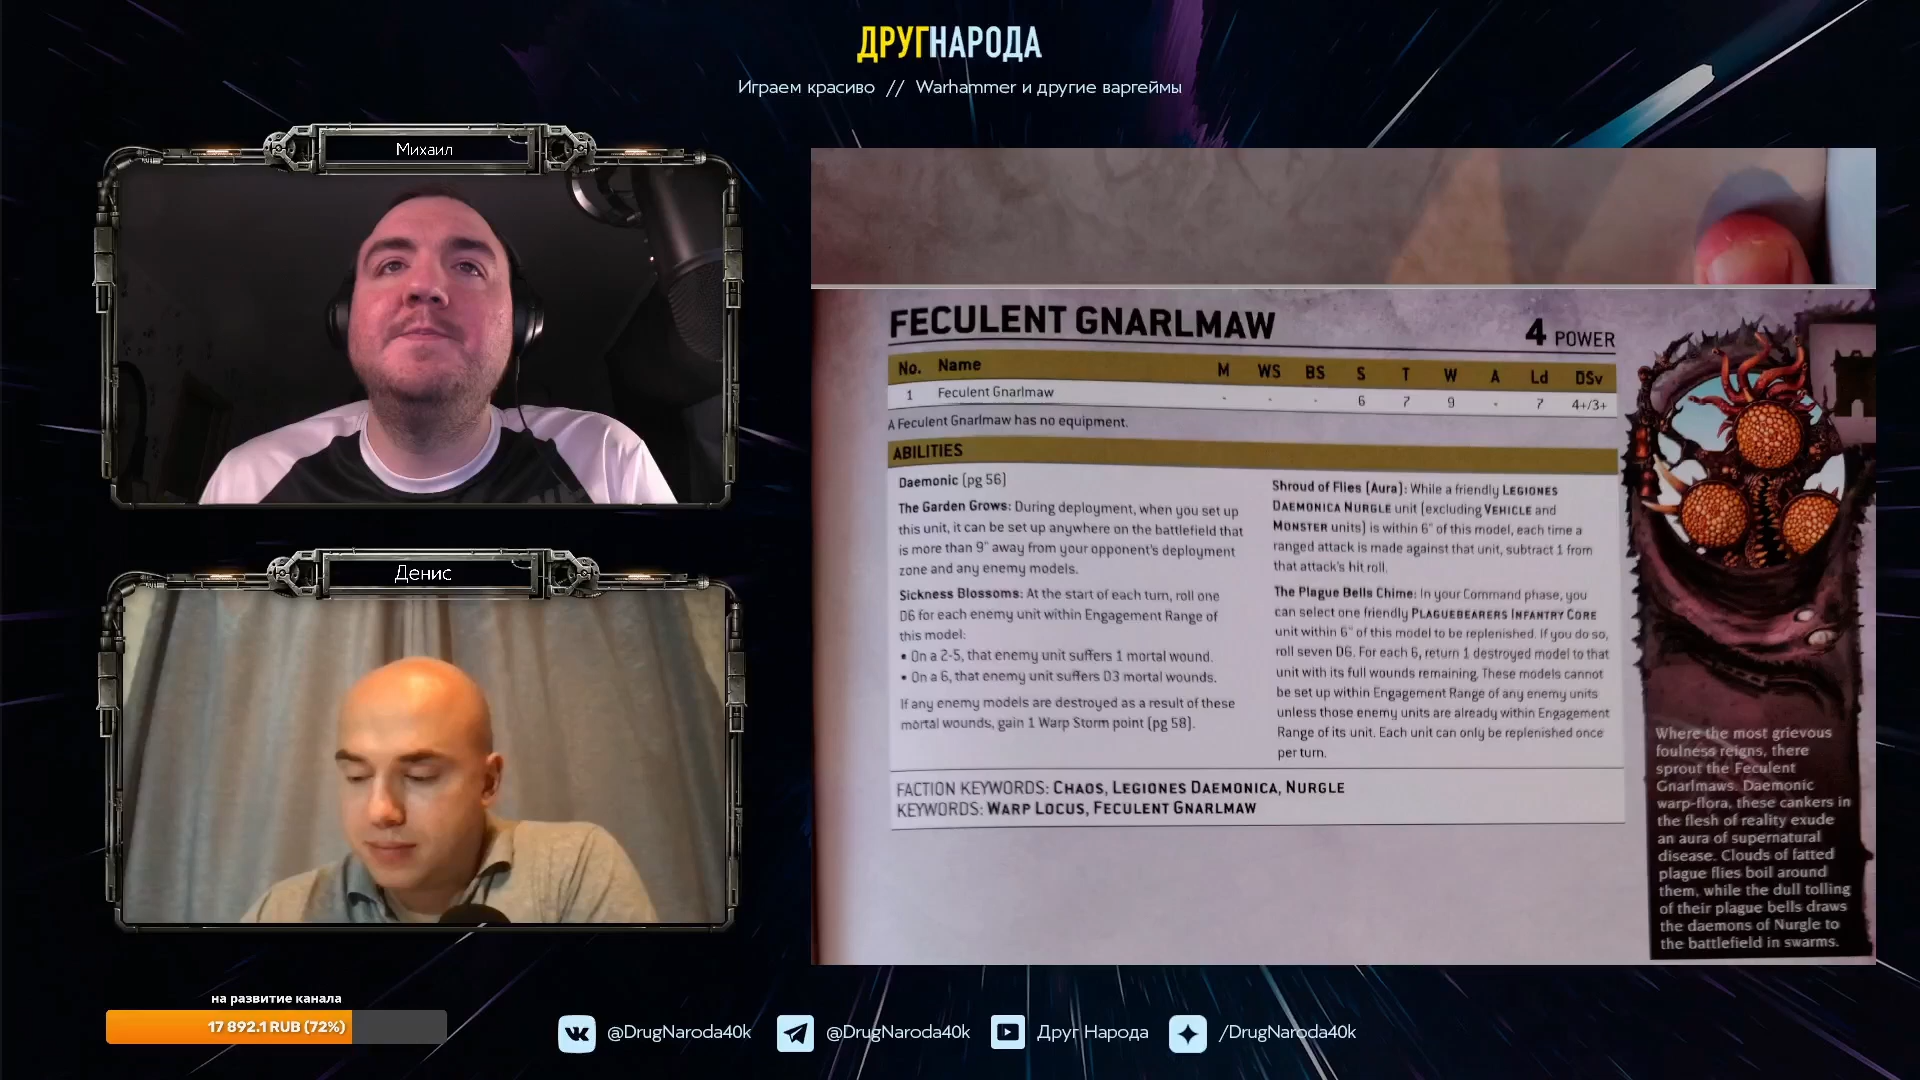 ДРУГНАРОДА
Играем красиво // Warhammer и другие варгеймы
Михаил
Денис
FECULENT GNARLMAW
4 POWER
No. Name M WS BS S T W A Ld DSv
1 Feculent Gnarlmaw - - - 6 7 9 - 7 4+/3+
A Feculent Gnarlmaw has no equipment.
ABILITIES
Daemonic (pg 56)
The Garden Grows: During deployment, when you set up
this unit, it can be set up anywhere on the battlefield that
is more than 9" away from your opponent's deployment
zone and any enemy models.
Sickness Blossoms: At the start of each turn, roll one
D6 for each enemy unit within Engagement Range of
this model:
• On a 2-5, that enemy unit suffers 1 mortal wound.
• On a 6, that enemy unit suffers D3 mortal wounds.
If any enemy models are destroyed as a result of these
mortal wounds, gain 1 Warp Storm point (pg 58).
Shroud of Flies (Aura): While a friendly LEGIONES
DAEMONICA NURGLE unit (excluding VEHICLE and
MONSTER units) is within 6" of this model, each time a
ranged attack is made against that unit, subtract 1 from
that attack's hit roll.
The Plague Bells Chime: In your Command phase, you
can select one friendly PLAGUEBEARERS INFANTRY CORE
unit within 6" of this model to be replenished. If you do so,
roll seven D6. For each 6, return 1 destroyed model to that
unit with its full wounds remaining. These models cannot
be set up within Engagement Range of any enemy units
unless those enemy units are already within Engagement
Range of its unit. Each unit can only be replenished once
per turn.
FACTION KEYWORDS: CHAOS, LEGIONES DAEMONICA, NURGLE
KEYWORDS: WARP LOCUS, FECULENT GNARLMAW
Where the most grievous
foulness reigns, there
sprout the Feculent
Gnarlmaws. Daemonic
warp-flora, these cankers in
the flesh of reality exude
an aura of supernatural
disease. Clouds of fatted
plague flies boil around
them, while the dull tolling
of their plague bells draws
the daemons of Nurgle to
the battlefield in swarms.
на развитие канала
17 892.1 RUB (72%)
@DrugNaroda40k
@DrugNaroda40k
Друг Народа
/DrugNaroda40k